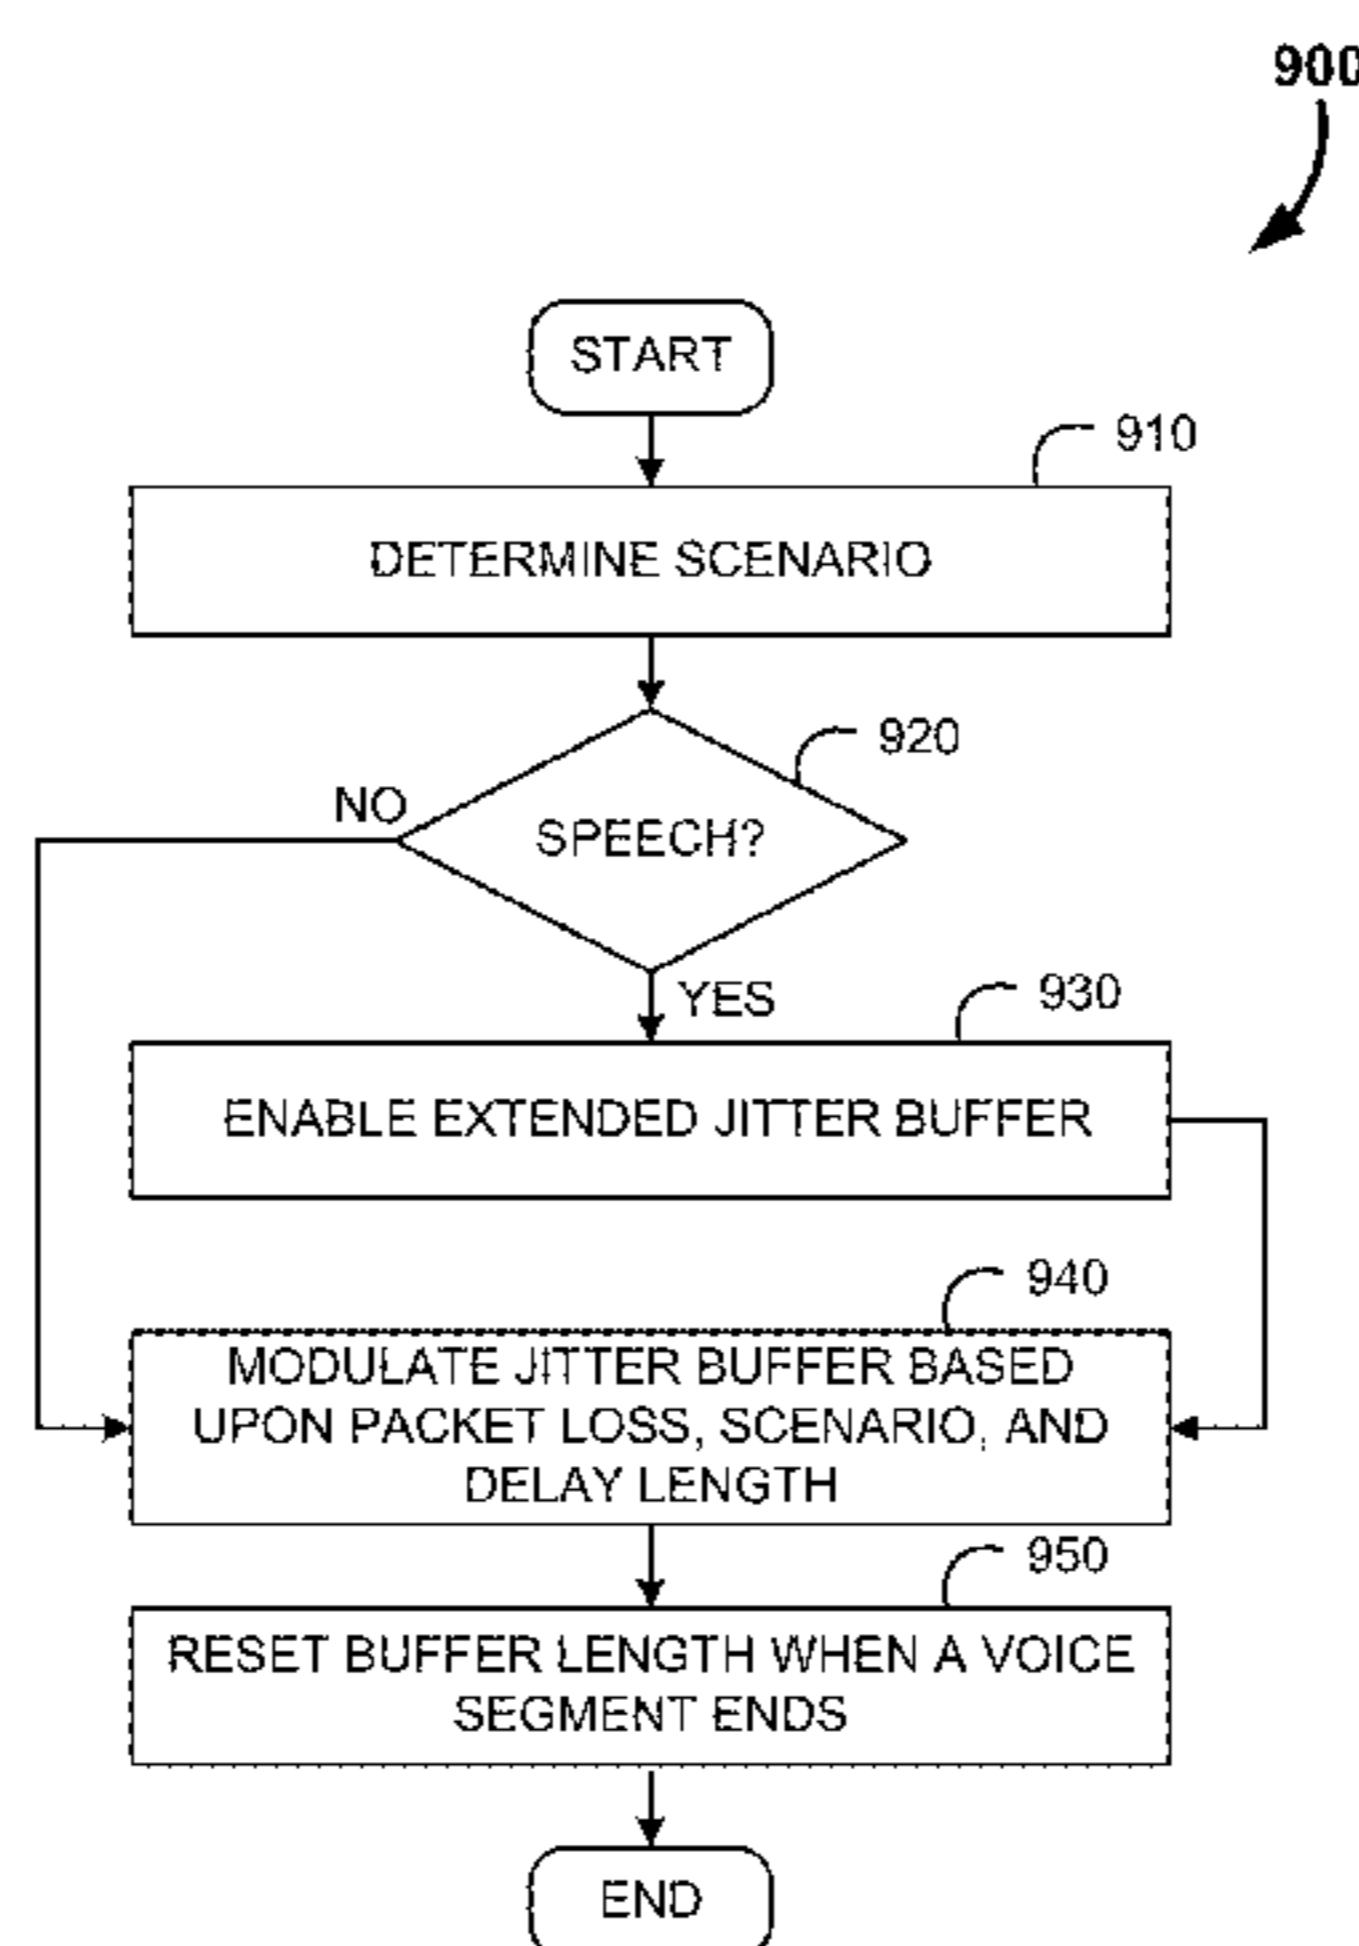 900
START
910
DETERMINE SCENARIO
920
NO
SPEECH?
YES
930
ENABLE EXTENDED JITTER BUFFER
940
MODULATE JITTER BUFFER BASED
UPON PACKET LOSS, SCENARIO, AND
DELAY LENGTH
950
RESET BUFFER LENGTH WHEN A VOICE
SEGMENT ENDS
END